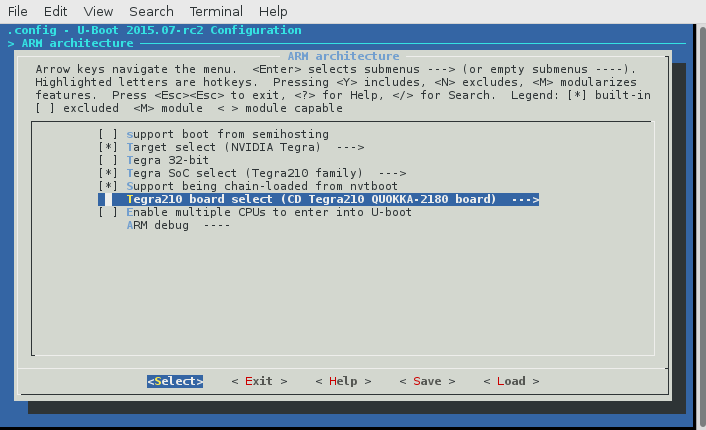 File Edit View Search Terminal Help
.config - U-Boot 2015.07-rc2 Configuration
> ARM architecture
ARM architecture
Arrow keys navigate the menu. <Enter> selects submenus ---> (or empty submenus ----).
Highlighted letters are hotkeys. Pressing <Y> includes, <N> excludes, <M> modularizes
features. Press <Esc><Esc> to exit, <?> for Help, </> for Search. Legend: [*] built-in
[ ] excluded <M> module < > module capable
[ ] support boot from semihosting
[*] Target select (NVIDIA Tegra) --->
[ ] Tegra 32-bit
[*] Tegra SoC select (Tegra210 family) --->
[*] Support being chain-loaded from nvtboot
Tegra210 board select (CD Tegra210 QUOKKA-2180 board) --->
[ ] Enable multiple CPUs to enter into U-boot
ARM debug ----
<Select> < Exit > < Help > < Save > < Load >